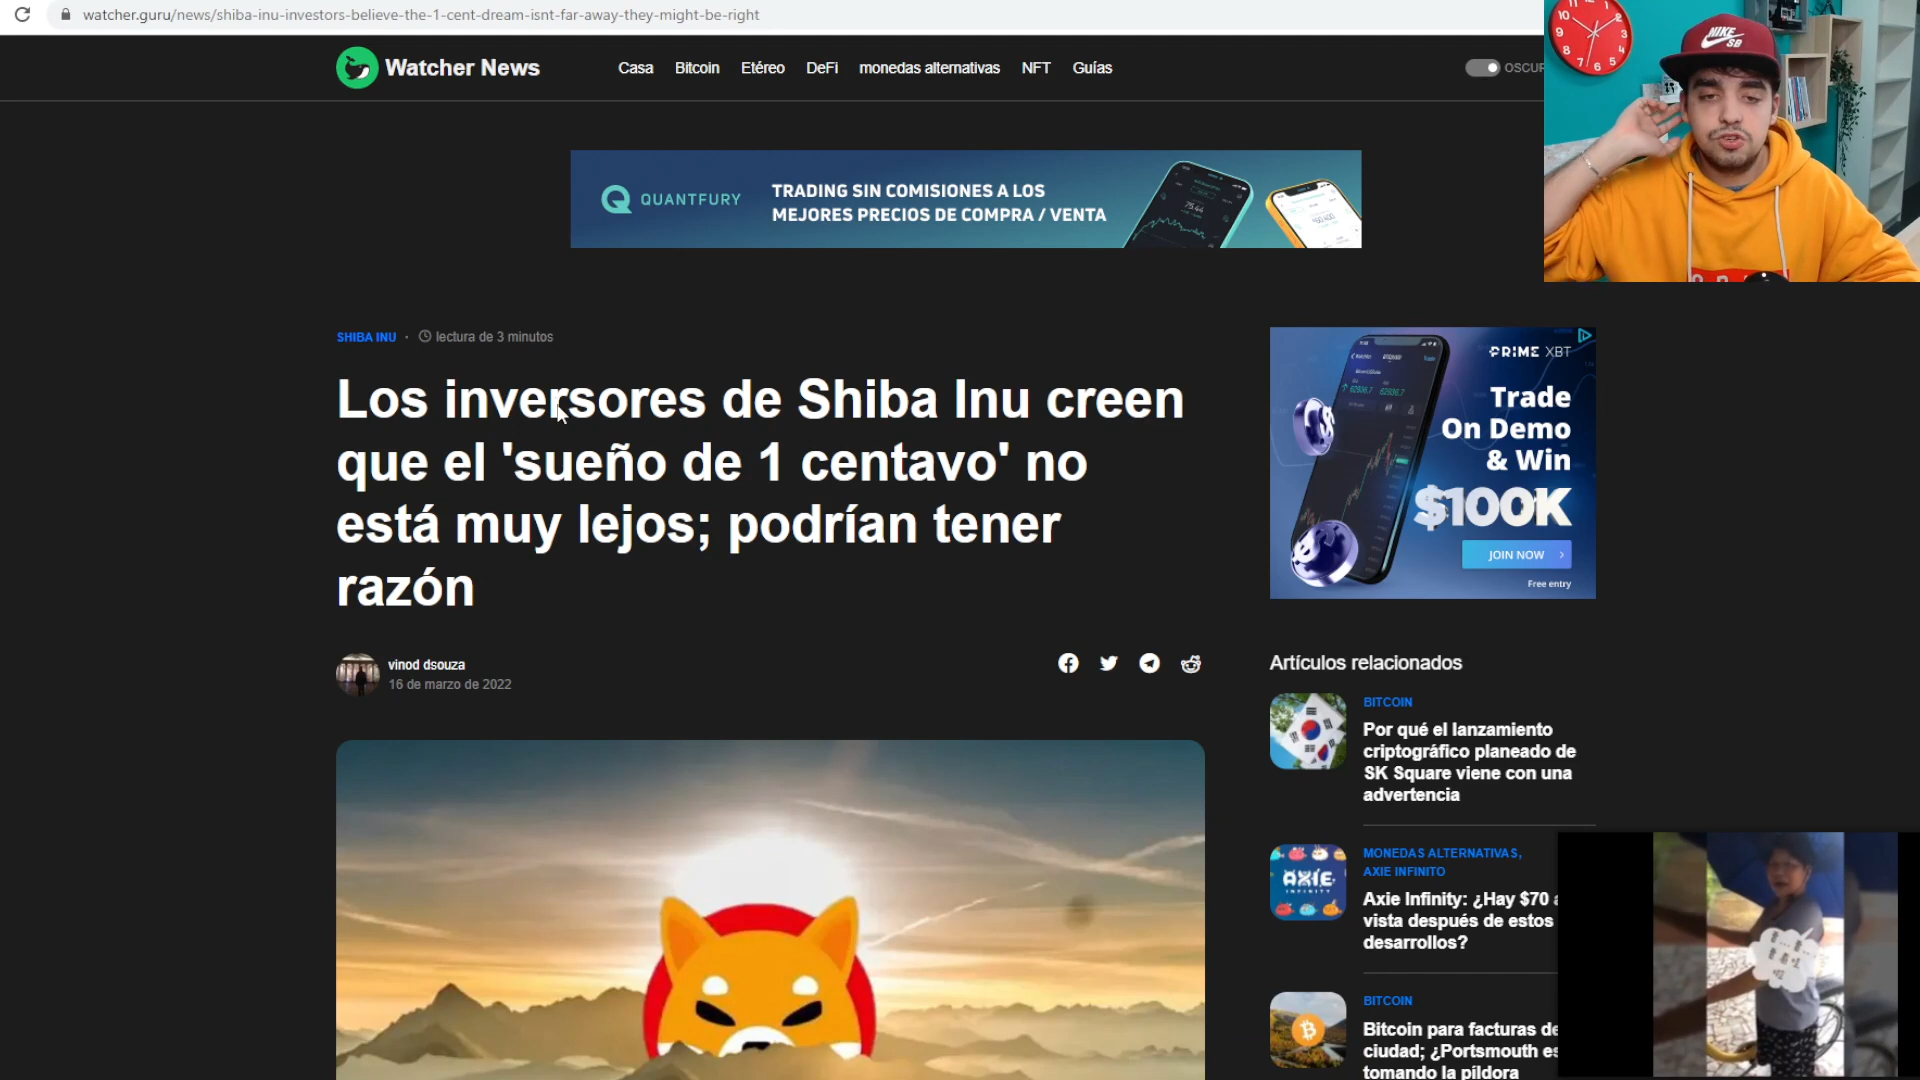 watcher.guru/news/shiba-inu-investors-believe-the-1-cent-dream-isnt-far-away-they-might-be-right
Watcher News
Casa
Bitcoin
Etéreo
DeFi
monedas alternativas
NFT
Guías
OSCUR
NIKE
SB
QUANTFURY
TRADING SIN COMISIONES A LOS
MEJORES PRECIOS DE COMPRA / VENTA
SHIBA INU · lectura de 3 minutos
Los inversores de Shiba Inu creen
que el 'sueño de 1 centavo' no
está muy lejos; podrían tener
razón
vinod dsouza
16 de marzo de 2022
PRIME XBT
Trade
On Demo
& Win
$100K
JOIN NOW
Free entry
Artículos relacionados
BITCOIN
Por qué el lanzamiento
criptográfico planeado de
SK Square viene con una
advertencia
MONEDAS ALTERNATIVAS,
AXIE INFINITO
AXIE
INFINITY
Axie Infinity: ¿Hay $70 a
vista después de estos
desarrollos?
BITCOIN
Bitcoin para facturas de
ciudad; ¿Portsmouth es
tomando la píldora